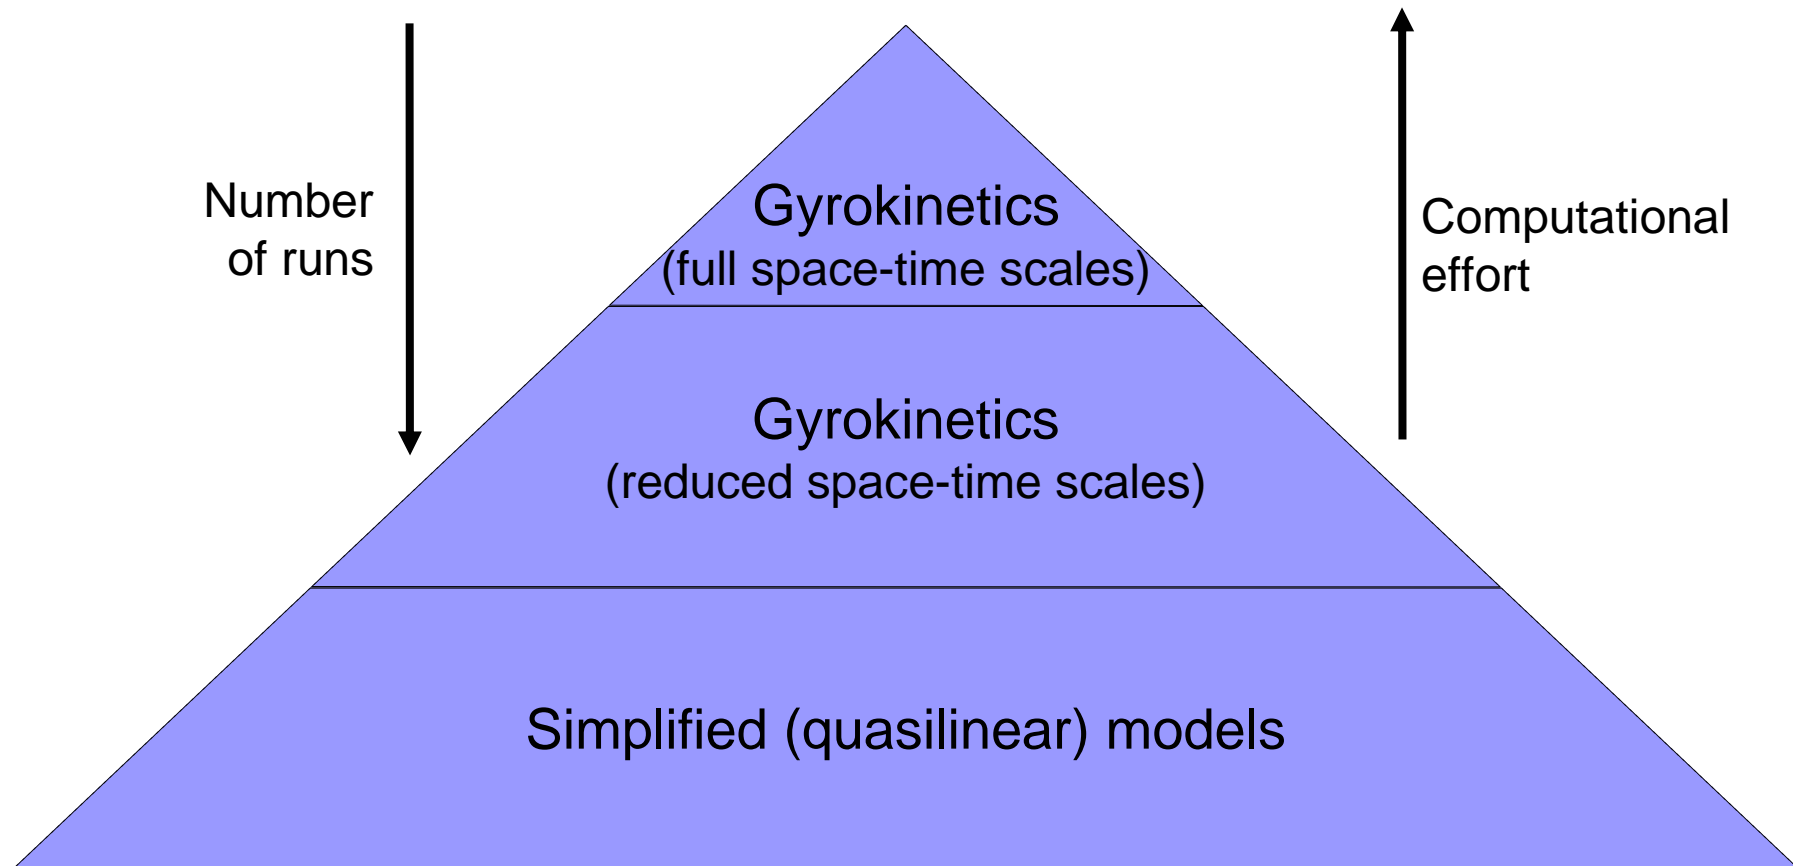 Number
of runs
Gyrokinetics
(full space-time scales)
Computational
effort
Gyrokinetics
(reduced space-time scales)
Simplified (quasilinear) models